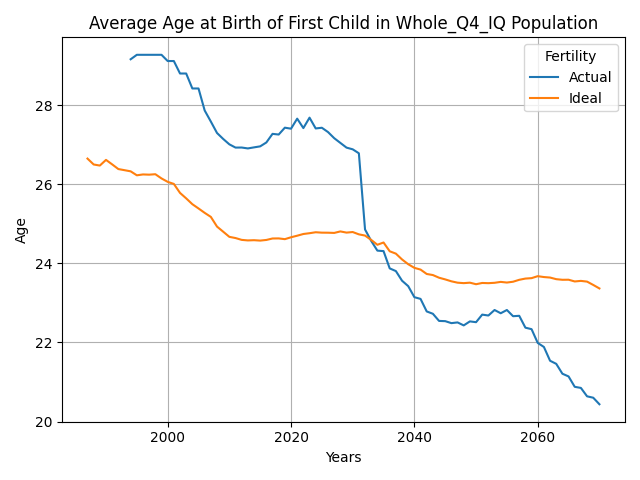 Average Age at Birth of First Child in Whole_Q4_IQ Population
Fertility
Actual
Ideal
Age
28
26
24
22
20
2000
2020
2040
2060
Years